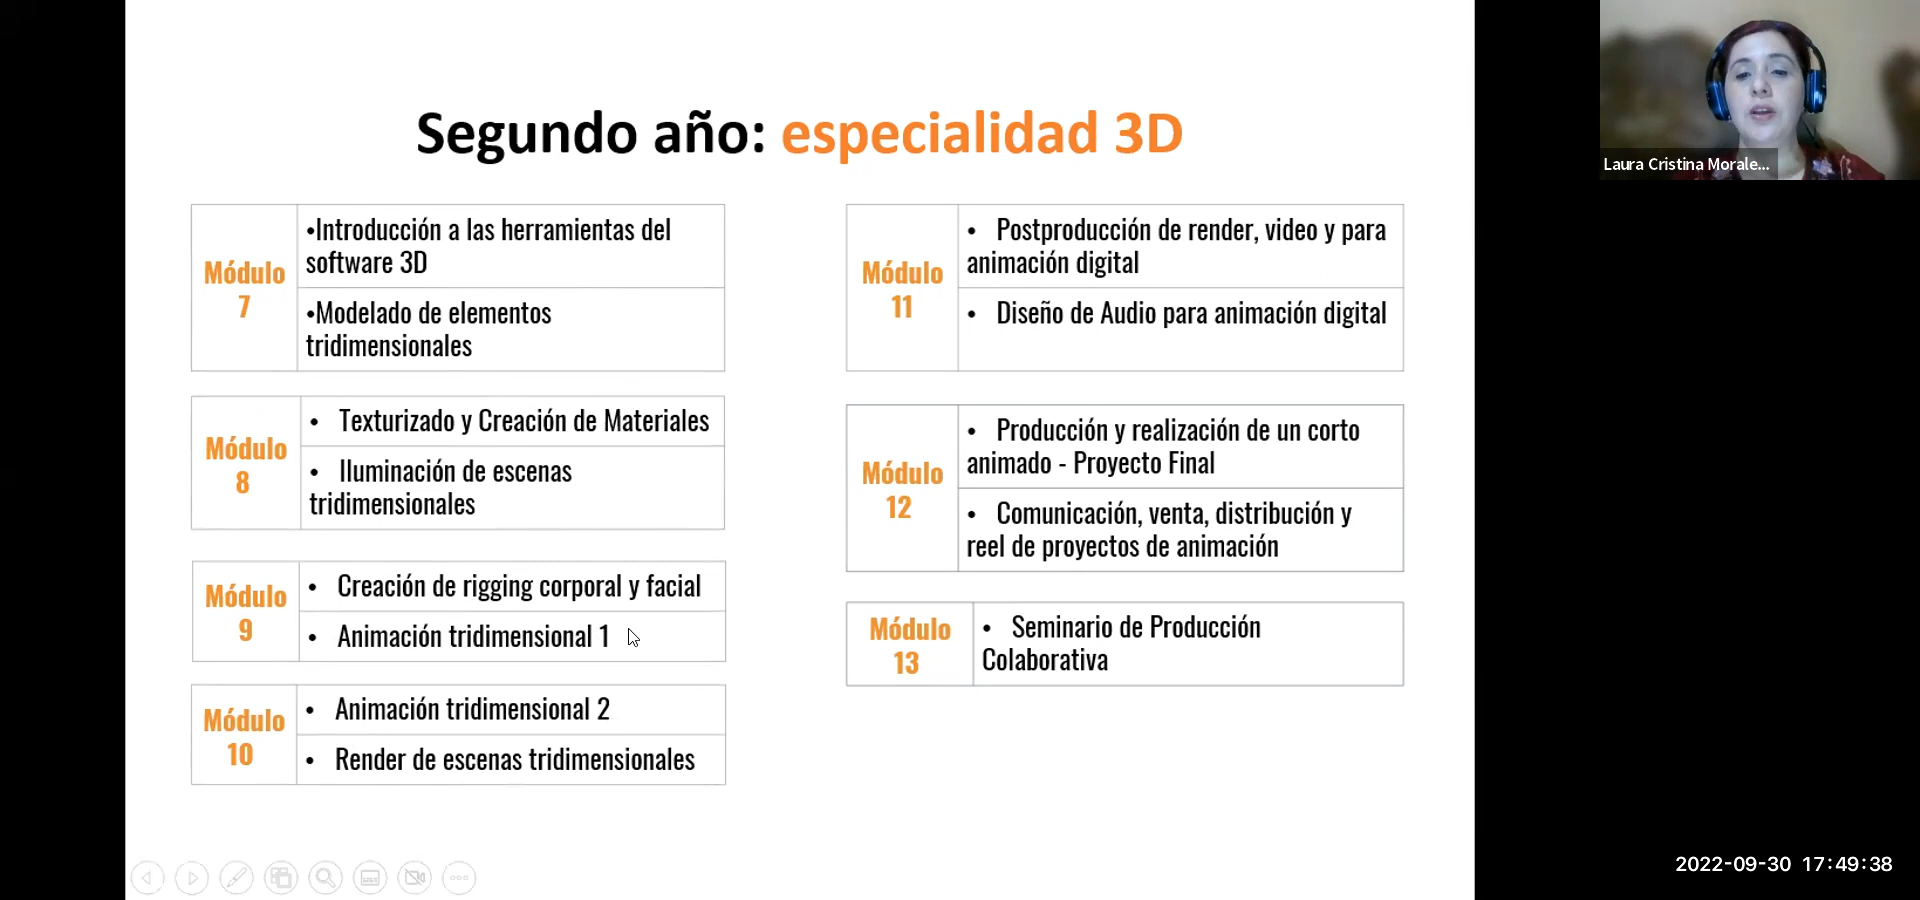 Segundo año: especialidad 3D
Módulo
7
•Introducción a las herramientas del
software 3D
•Modelado de elementos
tridimensionales
Módulo
8
• Texturizado y Creación de Materiales
• Iluminación de escenas
tridimensionales
Módulo
9
• Creación de rigging corporal y facial
• Animación tridimensional 1
Módulo
10
• Animación tridimensional 2
• Render de escenas tridimensionales
Módulo
11
• Postproducción de render, video y para
animación digital
• Diseño de Audio para animación digital
Módulo
12
• Producción y realización de un corto
animado - Proyecto Final
• Comunicación, venta, distribución y
reel de proyectos de animación
Módulo
13
• Seminario de Producción
Colaborativa
Laura Cristina Morale...
2022-09-30 17:49:38